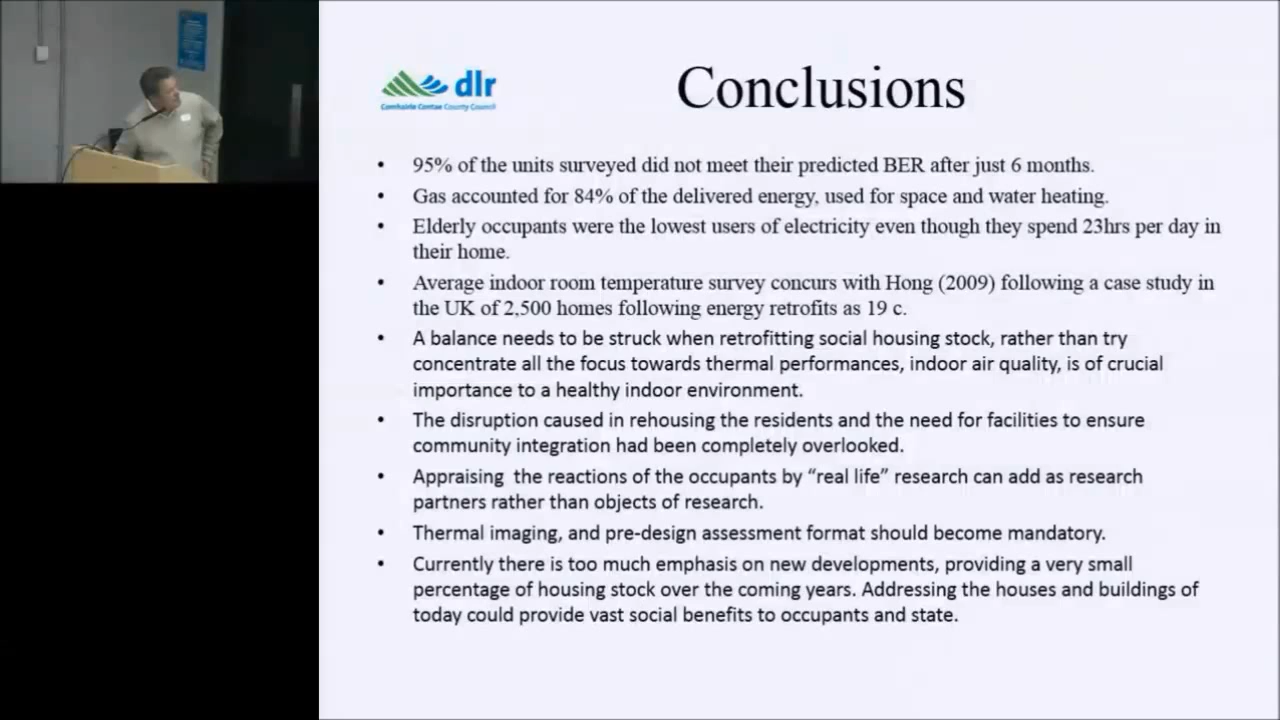 dlr
Comhairle Contae County Council
Conclusions
• 95% of the units surveyed did not meet their predicted BER after just 6 months.
• Gas accounted for 84% of the delivered energy, used for space and water heating.
• Elderly occupants were the lowest users of electricity even though they spend 23hrs per day in
their home.
• Average indoor room temperature survey concurs with Hong (2009) following a case study in
the UK of 2,500 homes following energy retrofits as 19 c.
• A balance needs to be struck when retrofitting social housing stock, rather than try
concentrate all the focus towards thermal performances, indoor air quality, is of crucial
importance to a healthy indoor environment.
• The disruption caused in rehousing the residents and the need for facilities to ensure
community integration had been completely overlooked.
• Appraising  the reactions of the occupants by “real life” research can add as research
partners rather than objects of research.
• Thermal imaging, and pre-design assessment format should become mandatory.
• Currently there is too much emphasis on new developments, providing a very small
percentage of housing stock over the coming years. Addressing the houses and buildings of
today could provide vast social benefits to occupants and state.